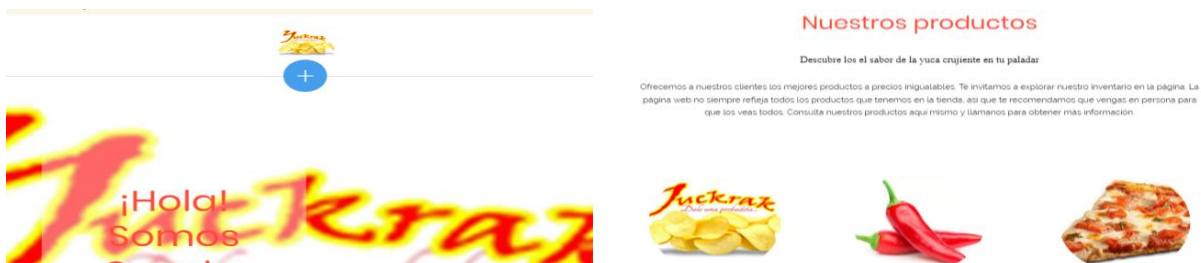 Yuckrak
+
Yuckrak
¡Hola!
Somos
Nuestros productos
Descubre los el sabor de la yuca crujiente en tu paladar
Ofrecemos a nuestros clientes los mejores productos a precios inigualables. Te invitamos a explorar nuestro inventario en la página. La
página web no siempre refleja todos los productos que tenemos en la tienda, así que te recomendamos que vengas en persona para
que los veas todos. Consulta nuestros productos aquí mismo y llámanos para obtener más información.
Yuckrak